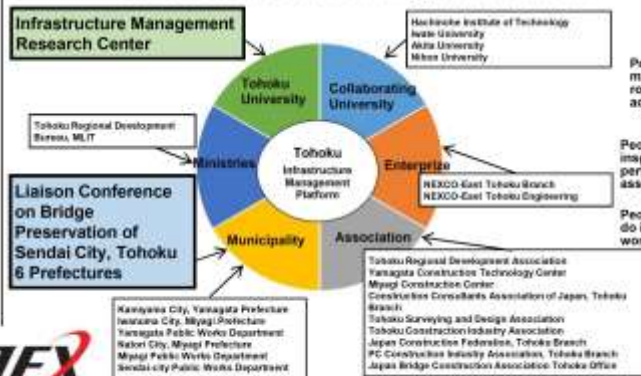 Infrastructure Management
Research Center
Hachinohe Institute of Technology
Iwate University
Akita University
Nihon University
Tohoku
University
Collaborating
University
Tohoku Regional Development
Bureau, MLIT
Ministries
Tohoku
Infrastructure
Management
Platform
Enterprize
NEXCO-East Tohoku Branch
NEXCO-East Tohoku Engineering
Liaison Conference
on Bridge
Preservation of
Sendai City, Tohoku
6 Prefectures
Municipality
Association
Tohoku Regional Development Association
Yamagata Construction Technology Center
Miyagi Construction Center
Construction Consultants Association of Japan, Tohoku
Branch
Tohoku Surveying and Design Association
Tohoku Construction Industry Association
Japan Construction Federation, Tohoku Branch
PC Construction Industry Association, Tohoku Branch
Japan Bridge Construction Association Tohoku Office
Kamiyama City, Yamagata Prefecture
Iwanuma City, Miyagi Prefecture
Yamagata Public Works Department
Natori City, Miyagi Prefecture
Miyagi Public Works Department
Sendai-city Public Works Department